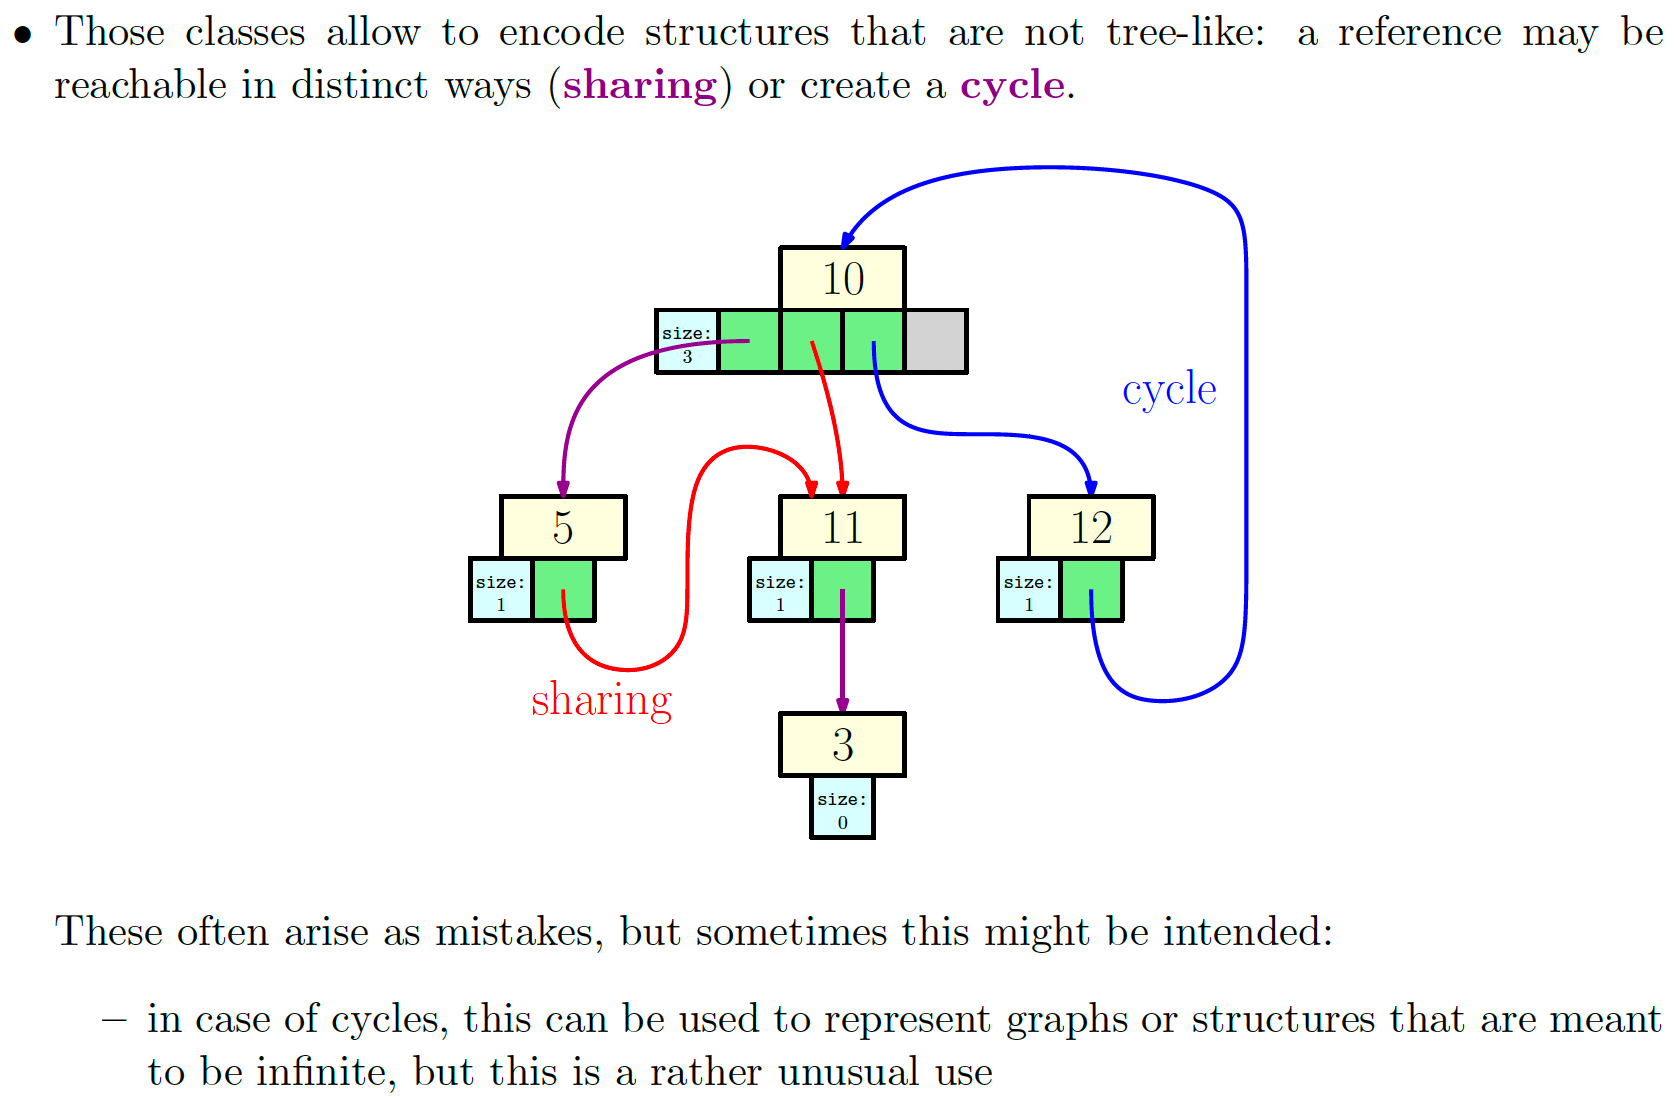 • Those classes allow to encode structures that are not tree-like: a reference may be
reachable in distinct ways (sharing) or create a cycle.
10
size:
3
cycle
5
11
12
size:
1
size:
1
size:
1
sharing
3
size:
0
These often arise as mistakes, but sometimes this might be intended:
– in case of cycles, this can be used to represent graphs or structures that are meant
to be infinite, but this is a rather unusual use